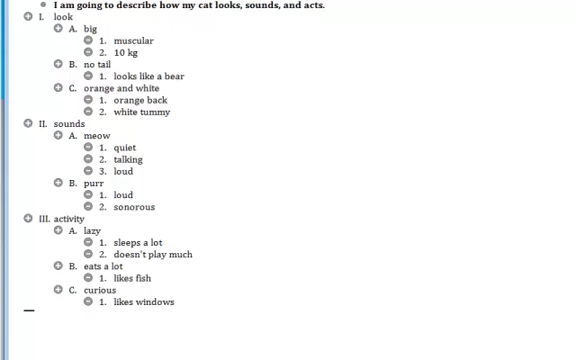 I am going to describe how my cat looks, sounds, and acts.
I. look
A. big
1. muscular
2. 10 kg
B. no tail
1. looks like a bear
C. orange and white
1. orange back
2. white tummy
II. sounds
A. meow
1. quiet
2. talking
3. loud
B. purr
1. loud
2. sonorous
III. activity
A. lazy
1. sleeps a lot
2. doesn't play much
B. eats a lot
1. likes fish
C. curious
1. likes windows